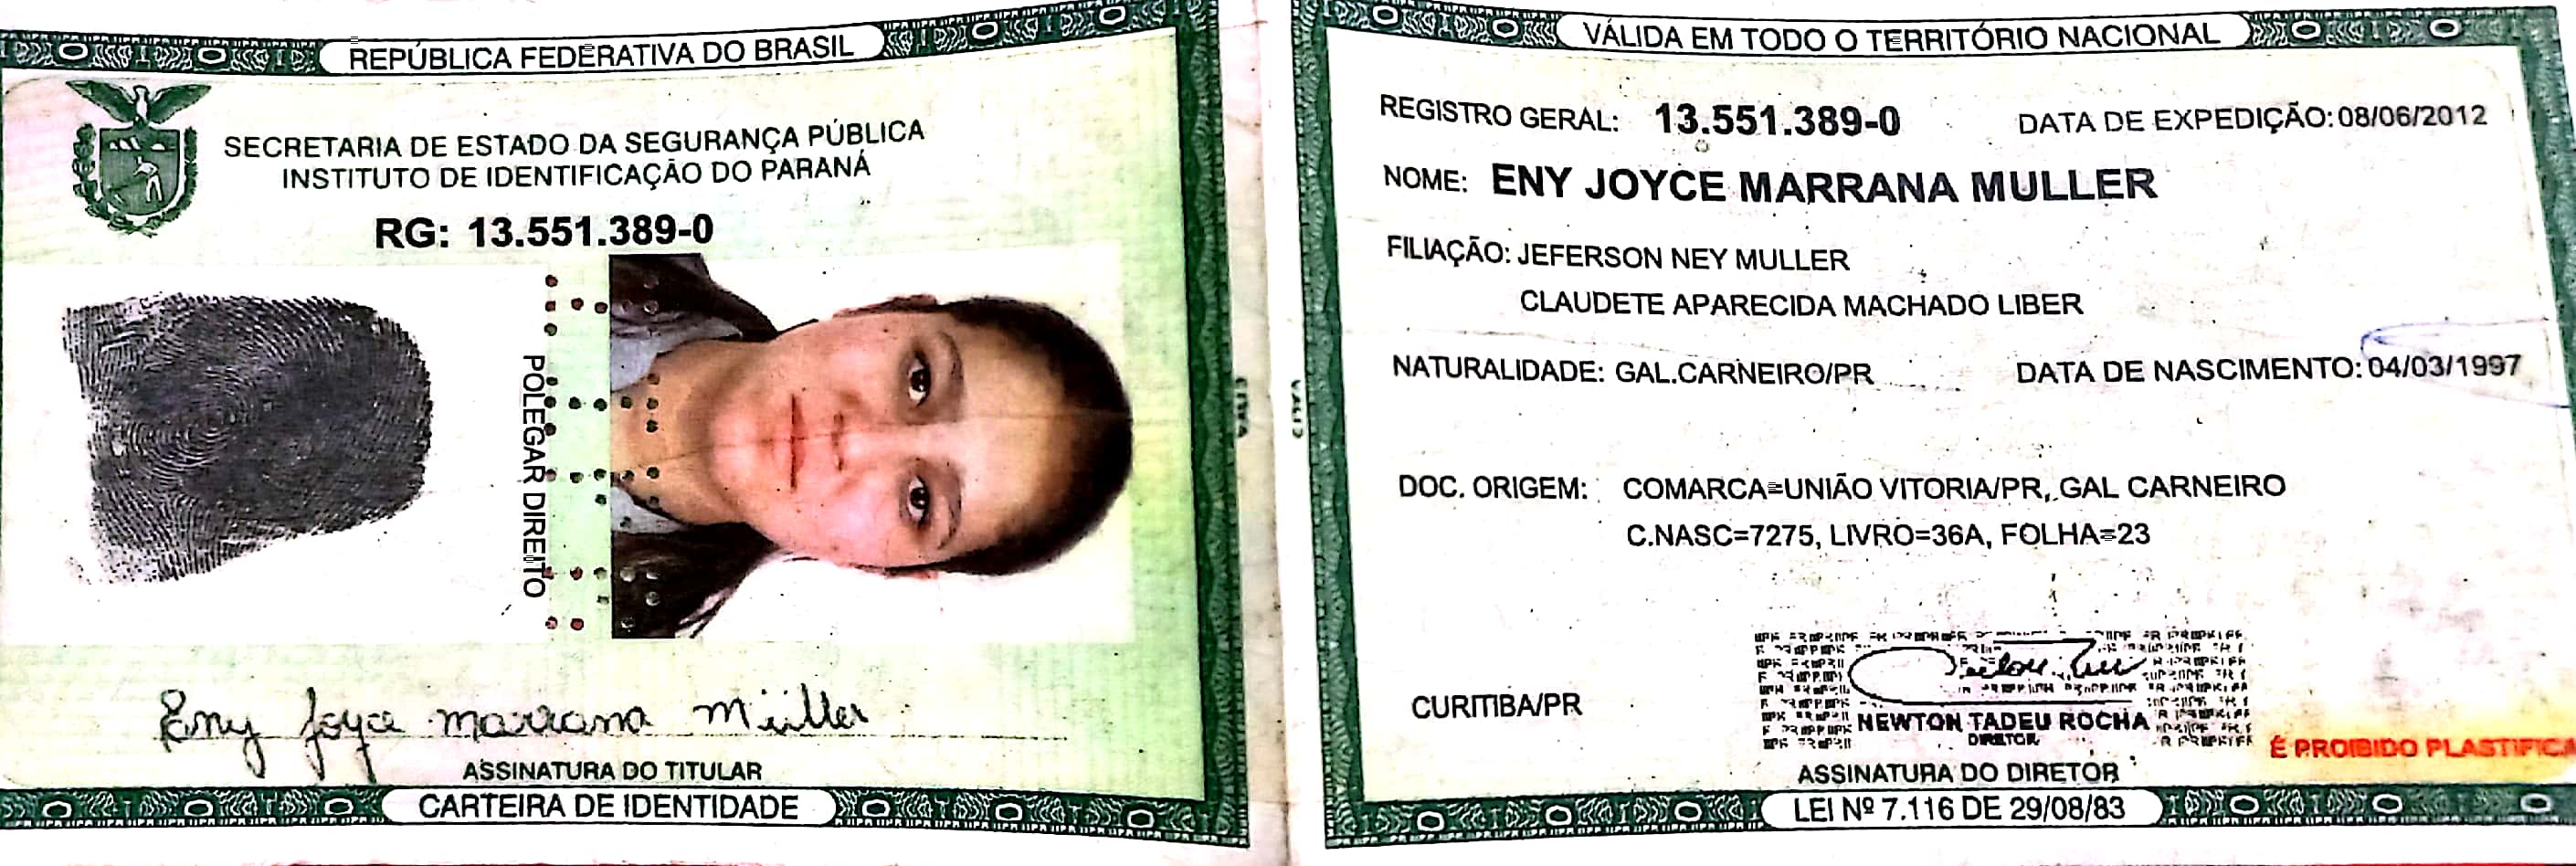 REPÚBLICA FEDERATIVA DO BRASIL
SECRETARIA DE ESTADO DA SEGURANÇA PÚBLICA
INSTITUTO DE IDENTIFICAÇÃO DO PARANÁ
RG: 13.551.389-0
POLEGAR DIREITO
Eny Joyce Marrana Müller
ASSINATURA DO TITULAR
CARTEIRA DE IDENTIDADE
VÁLIDA EM TODO O TERRITÓRIO NACIONAL
REGISTRO GERAL: 13.551.389-0 DATA DE EXPEDIÇÃO: 08/06/2012
NOME: ENY JOYCE MARRANA MULLER
FILIAÇÃO: JEFERSON NEY MULLER
CLAUDETE APARECIDA MACHADO LIBER
NATURALIDADE: GAL.CARNEIRO/PR DATA DE NASCIMENTO: 04/03/1997
DOC. ORIGEM: COMARCA=UNIÃO VITORIA/PR, GAL CARNEIRO
C.NASC=7275, LIVRO=36A, FOLHA=23
CURITIBA/PR
NEWTON TADEU ROCHA
DIRETOR
É PROIBIDO PLASTIFICA
ASSINATURA DO DIRETOR
LEI Nº 7.116 DE 29/08/83